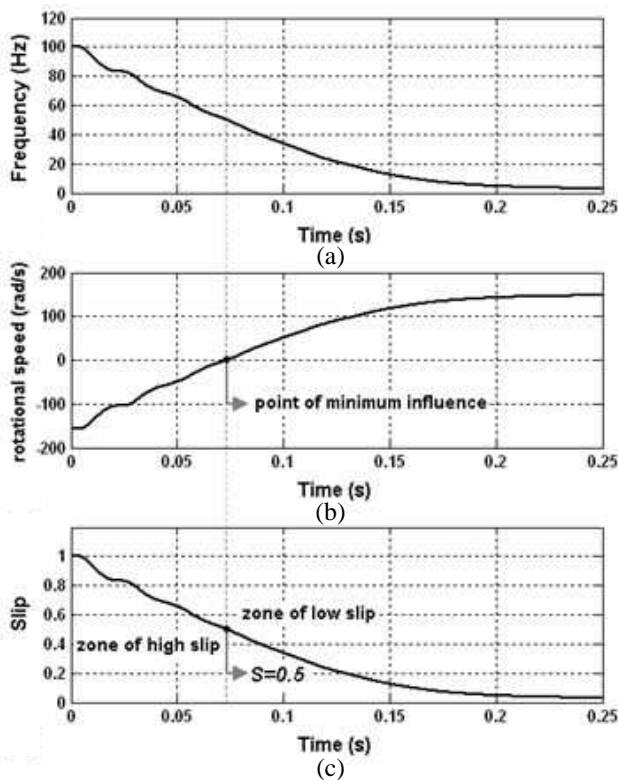 120
100
80
60
40
20
0
Frequency (Hz)
0 0.05 0.1 0.15 0.2 0.25
Time (s)
(a)
200
100
0
-100
-200
rotational speed (rad/s)
point of minimum influence
0 0.05 0.1 0.15 0.2 0.25
Time (s)
(b)
1
0.8
0.6
0.4
0.2
0
Slip
zone of low slip
zone of high slip
S=0.5
0 0.05 0.1 0.15 0.2 0.25
Time (s)
(c)